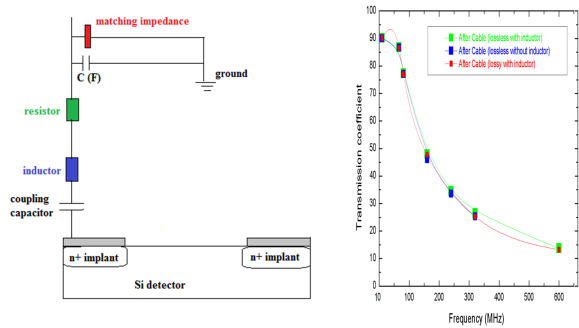 matching impedance
C (F)
ground
resistor
inductor
coupling
capacitor
n+ implant
n+ implant
Si detector
Transmission coefficient
100
90
80
70
60
50
40
30
20
10
0
After Cable (lossless with inductor)
After Cable (lossless without inductor)
After Cable (lossy with inductor)
10 100 200 300 400 500 600
Frequency (MHz)